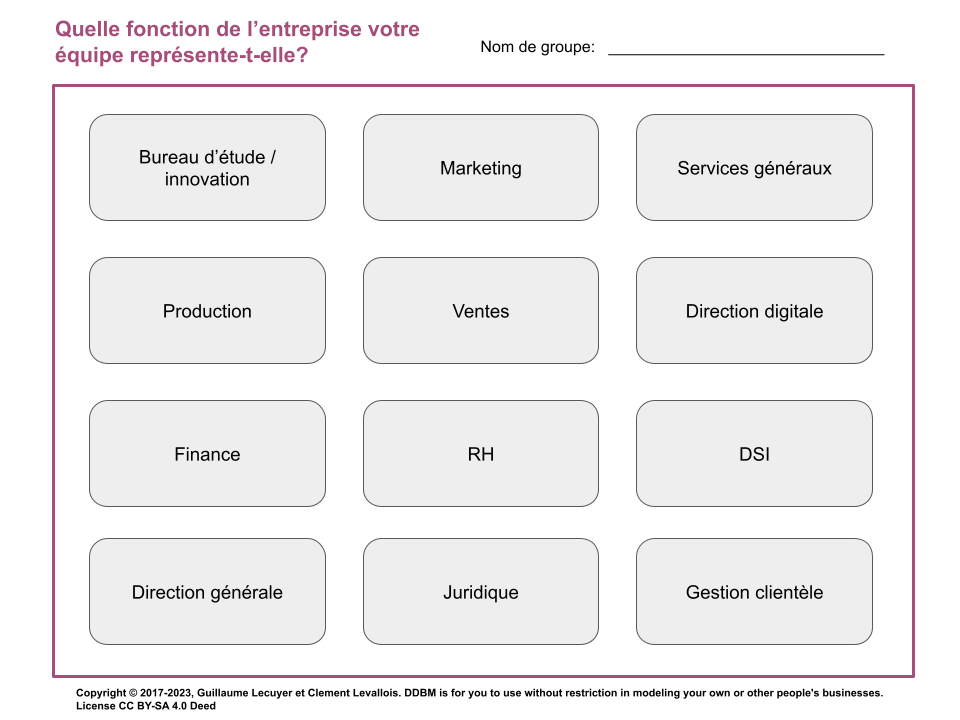 Quelle fonction de l’entreprise votre
équipe représente-t-elle?
Nom de groupe:
Bureau d’étude /
innovation
Marketing
Services généraux
Production
Ventes
Direction digitale
Finance
RH
DSI
Direction générale
Juridique
Gestion clientèle
Copyright © 2017-2023, Guillaume Lecuyer et Clement Levallois. DDBM is for you to use without restriction in modeling your own or other people's businesses.
License CC BY-SA 4.0 Deed